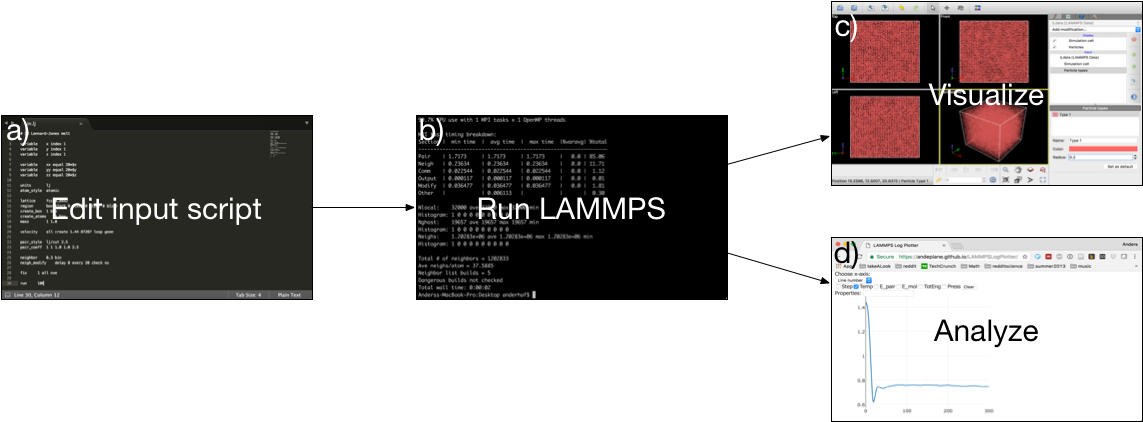 a)
Lennard-Jones melt
variable x index 1
variable y index 1
variable z index 1
variable xx equal 20*$x
variable yy equal 20*$y
variable zz equal 20*$z
units lj
atom_style atomic
lattice
region
create_box
create_atoms
mass 1 1.0
velocity all create 1.44 87287 loop geom
pair_style lj/cut 2.5
pair_coeff 1 1 1.0 1.0 2.5
neighbor 0.3 bin
neigh_modify delay 0 every 20 check no
fix 1 all nve
run
Line 30, Column 12 Tab Size: 4 Plain Text
Edit input script
b)
CPU use with 1 MPI tasks x 1 OpenMP threads
timing breakdown:
Section | min time | avg time | max time |%varavg| %total
Pair | 1.7173 | 1.7173 | 1.7173 | 0.0 | 85.06
Neigh | 0.23634 | 0.23634 | 0.23634 | 0.0 | 11.71
Comm | 0.022544 | 0.022544 | 0.022544 | 0.0 | 1.12
Output | 0.000117 | 0.000117 | 0.000117 | 0.0 | 0.01
Modify | 0.036477 | 0.036477 | 0.036477 | 0.0 | 1.81
Other | | 0.006113 | | | 0.30
Nlocal: 32000 ave max min
Histogram: 1 0 0 0 0 0 0 0 0 0
Nghost: 19657 ave 19657 max 19657 min
Histogram: 1 0 0 0 0 0 0 0 0 0
Neighs: 1.20283e+06 ave 1.20283e+06 max 1.20283e+06 min
Histogram: 1 0 0 0 0 0 0 0 0 0
Total # of neighbors = 1202833
Ave neighs/atom = 37.5885
Neighbor list builds = 5
Dangerous builds not checked
Total wall time: 0:00:02
Anderss-MacBook-Pro:Desktop anderhaf$
Run LAMMPS
c)
Top
Front
Left
Add modification...
Display
Simulation cell
Particles
Input
Simulation cell
Particle types
Particle types
Type 1
Name: Type 1
Color:
Radius: 0.3
Set as default
Visualize
d)
LAMMPS Log Plotter
Anders
Secure https://andeplane.github.io/LAMMPSLogPlotter/
Apps takeALook reddit TechCrunch Math redditscience summer2013 music
Choose x-axis:
Line number
Step Temp E_pair E_mol TotEng Press Clear
Properties:
1.4
1.2
1
0.8
0.6
0 100 200 300
Analyze